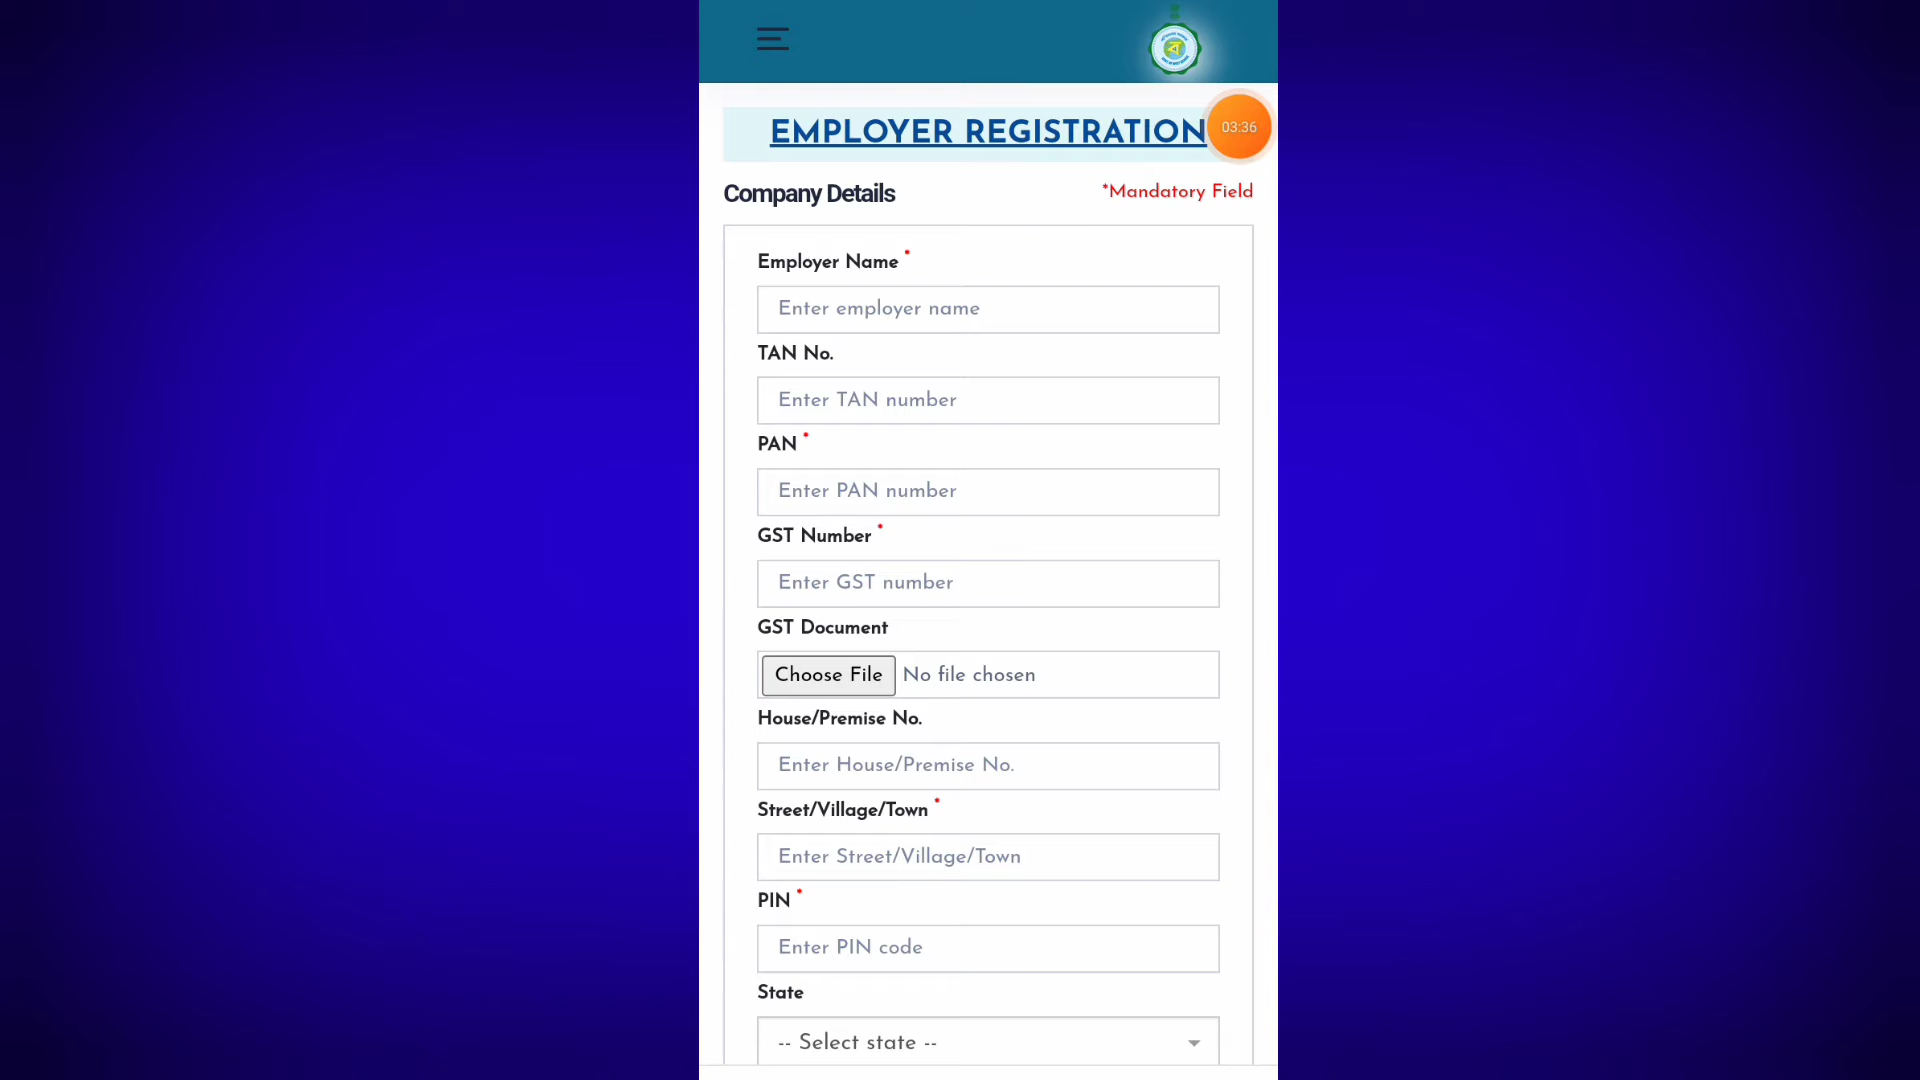 EMPLOYER REGISTRATION
03:36
Company Details
*Mandatory Field
Employer Name *
Enter employer name
TAN No.
Enter TAN number
PAN *
Enter PAN number
GST Number *
Enter GST number
GST Document
Choose File No file chosen
House/Premise No.
Enter House/Premise No.
Street/Village/Town *
Enter Street/Village/Town
PIN *
Enter PIN code
State
-- Select state --